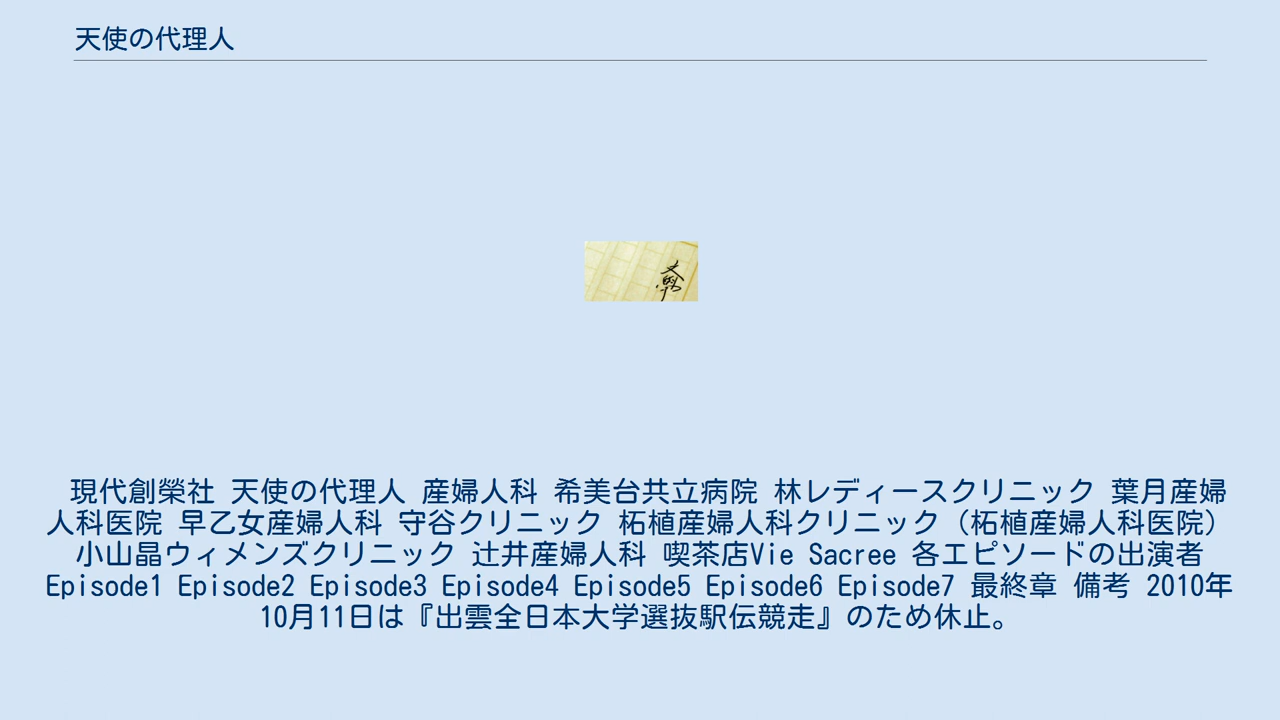 天使の代理人
現代創榮社 天使の代理人 産婦人科 希美台共立病院 林レディースクリニック 葉月産婦
人科医院 早乙女産婦人科 守谷クリニック 柘植産婦人科クリニック（柘植産婦人科医院）
小山晶ウィメンズクリニック 辻井産婦人科 喫茶店Vie Sacree 各エピソードの出演者
Episode1 Episode2 Episode3 Episode4 Episode5 Episode6 Episode7 最終章 備考 2010年
10月11日は『出雲全日本大学選抜駅伝競走』のため休止。